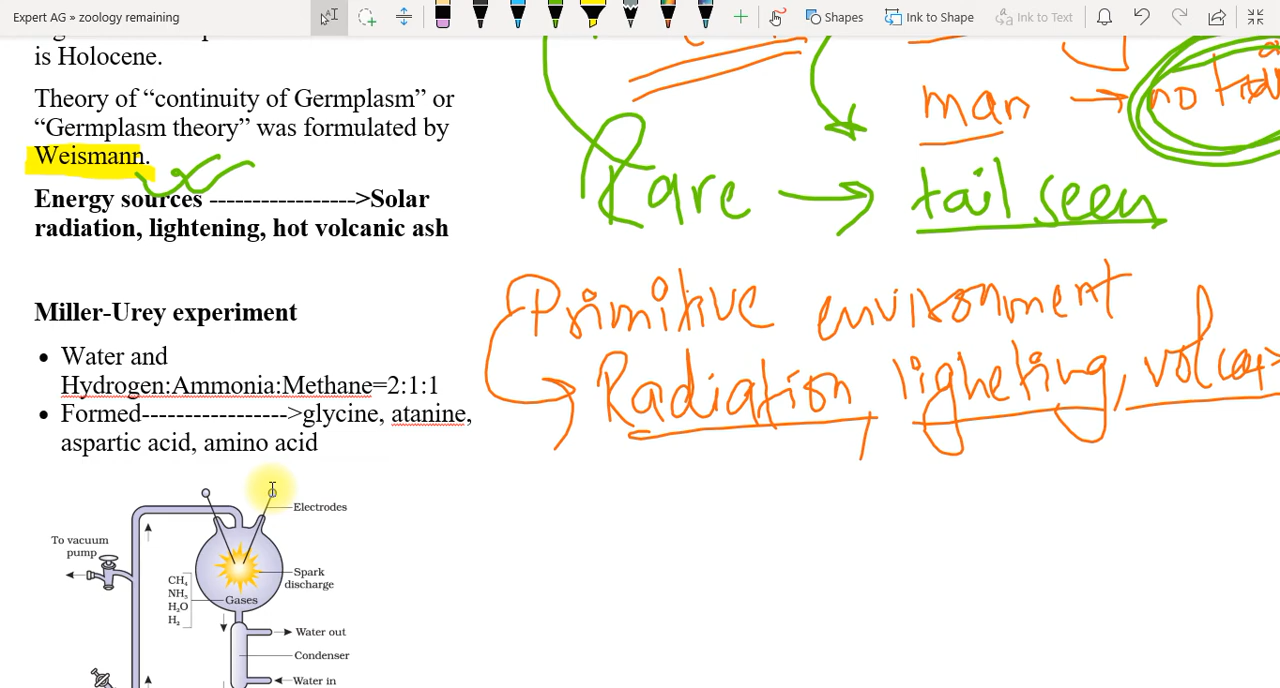 Expert AG » zoology remaining
Shapes
Ink to Shape
Ink to Text
is Holocene.
Theory of “continuity of Germplasm” or
“Germplasm theory” was formulated by
Weismann.
Energy sources ----------------->Solar
radiation, lightening, hot volcanic ash
man → no
Rare → tail seen
Primitive environment
Radiation, ligheting,
Miller-Urey experiment
• Water and
Hydrogen:Ammonia:Methane=2:1:1
• Formed----------------->glycine, atanine,
aspartic acid, amino acid
Electrodes
To vacuum
pump
Spark
discharge
CH₄
NH₃
H₂O
H₂
Gases
Water out
Condenser
Water in